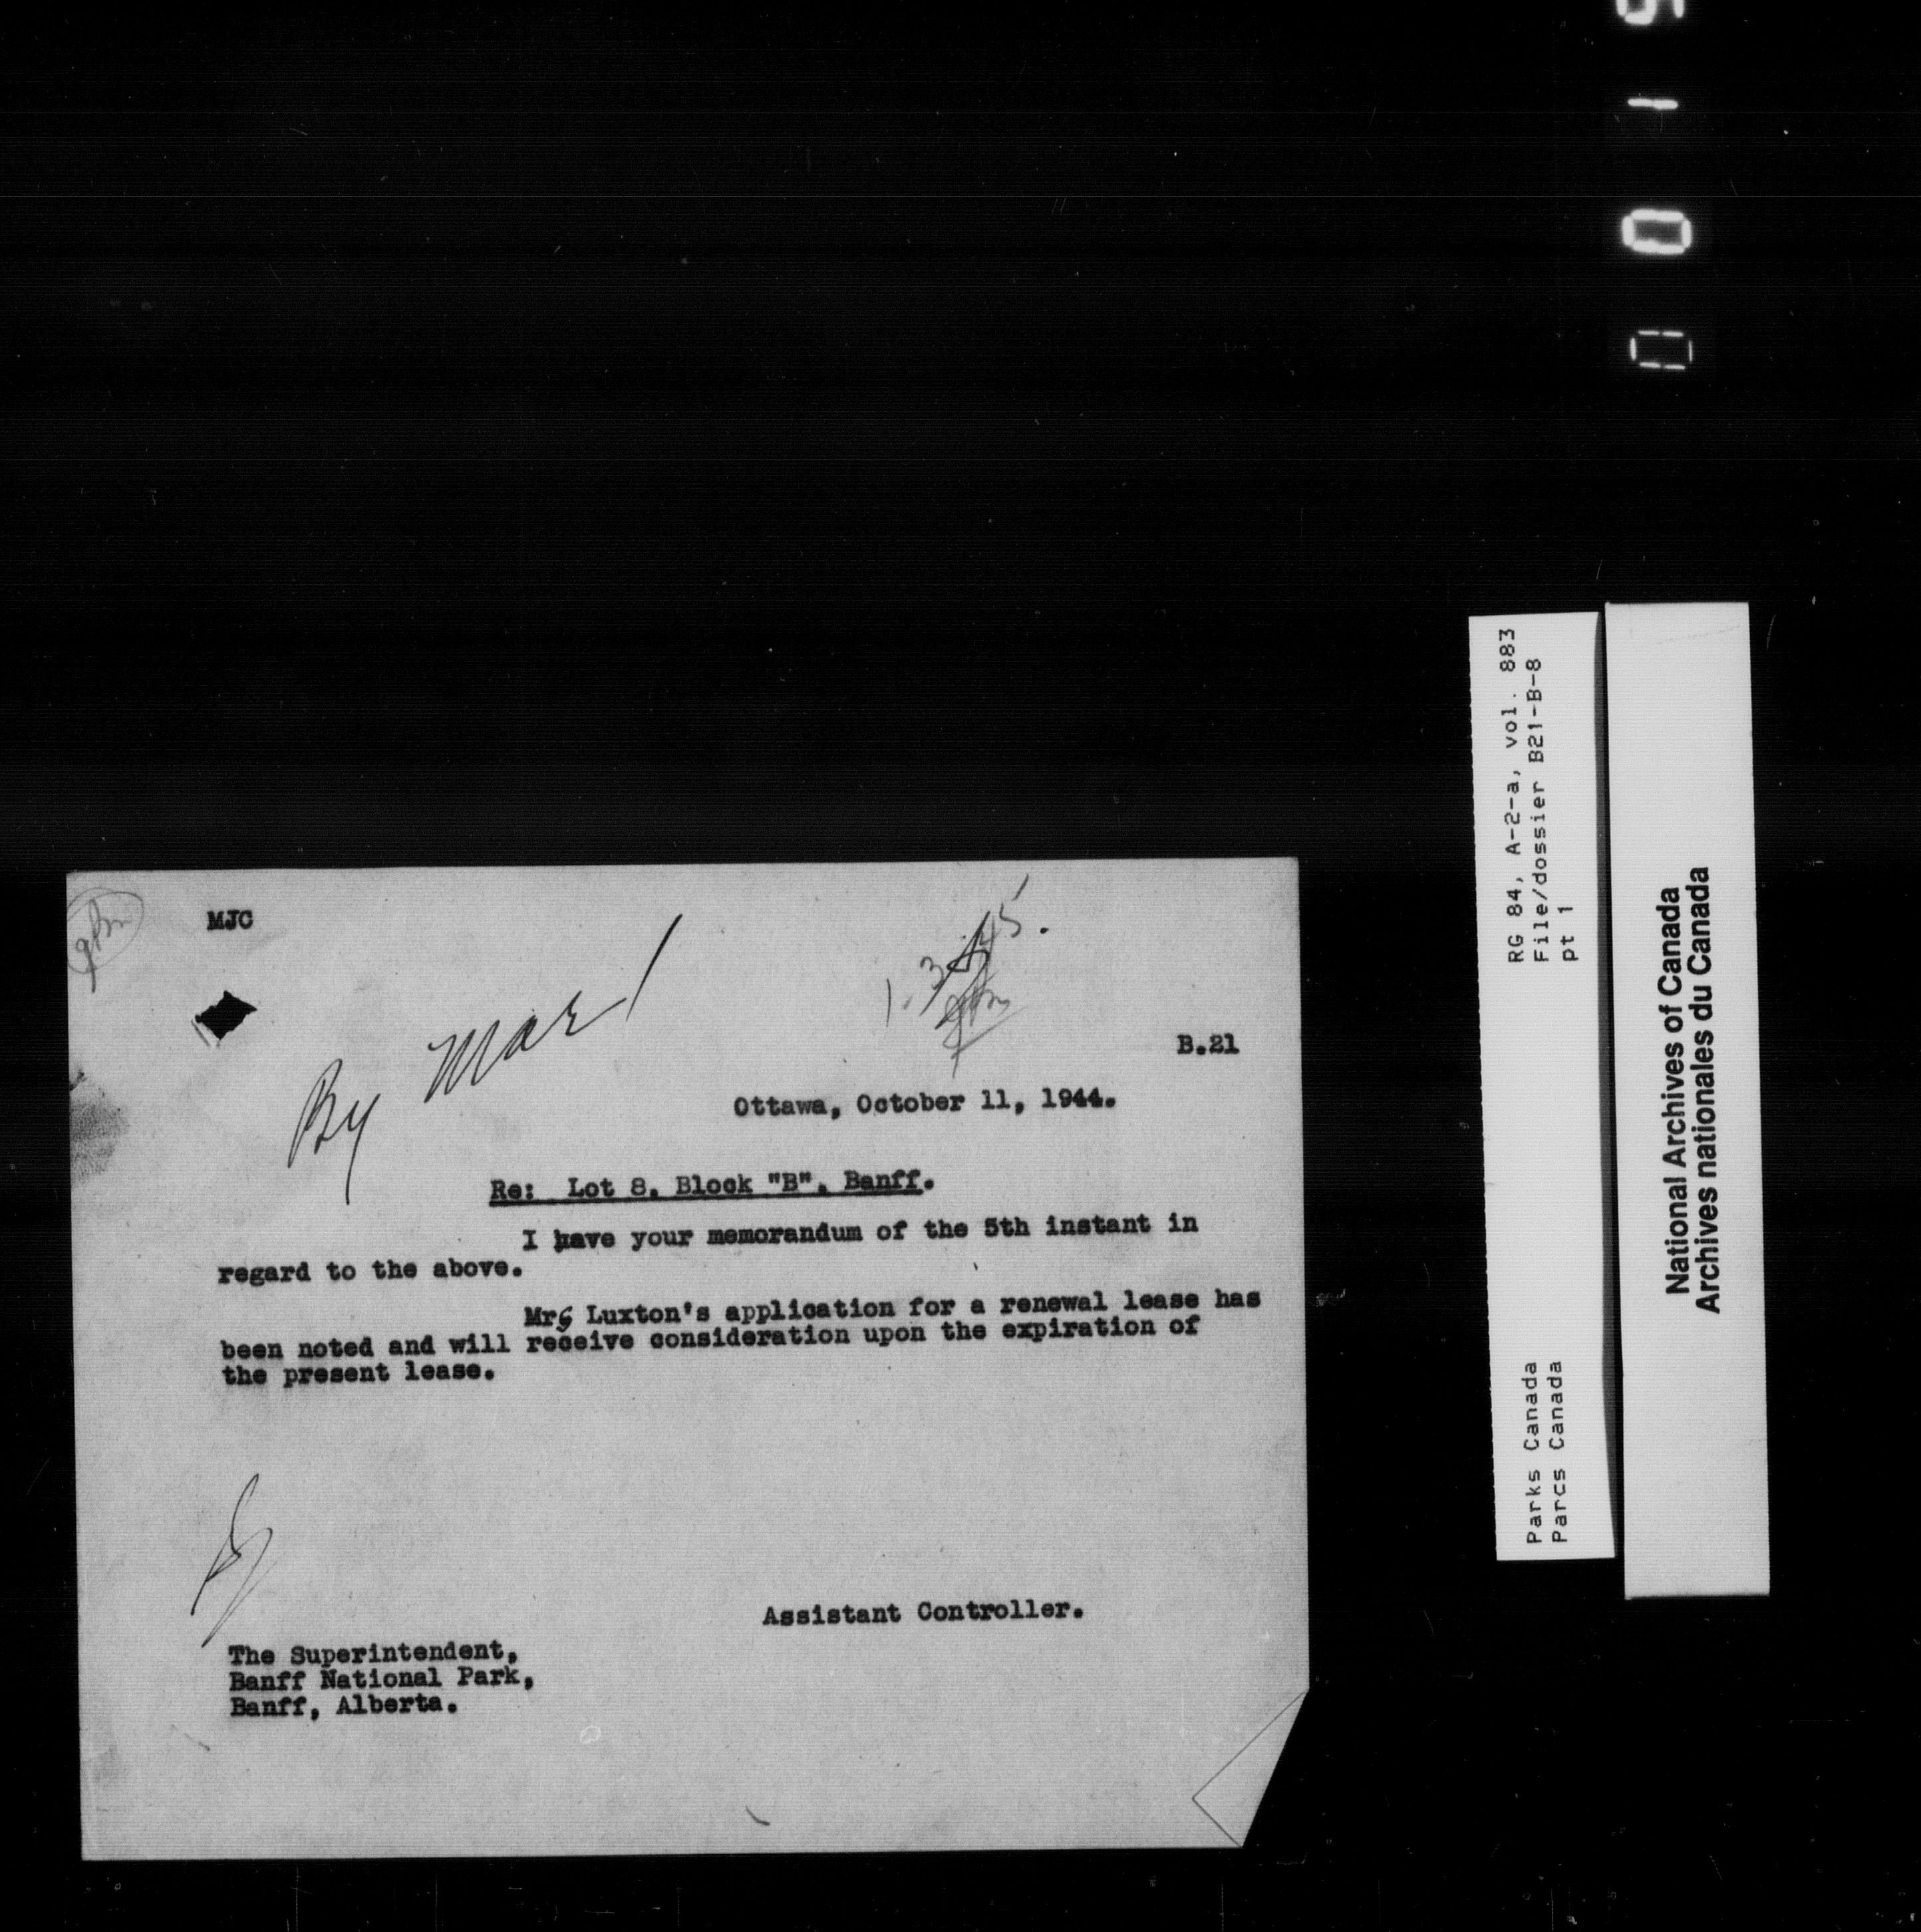 MJC
By Mar 1
1.3.45.
B.21
Ottawa, October 11, 1944.
Re: Lot 8, Block "B", Banff.
I have your memorandum of the 5th instant in
regard to the above.
Mrs Luxton's application for a renewal lease has
been noted and will receive consideration upon the expiration of
the present lease.
Assistant Controller.
The Superintendent,
Banff National Park,
Banff, Alberta.
RG 84, A-2-a, vol. 883
File/dossier B21-B-8
pt 1
Parks Canada
Parcs Canada
National Archives of Canada
Archives nationales du Canada